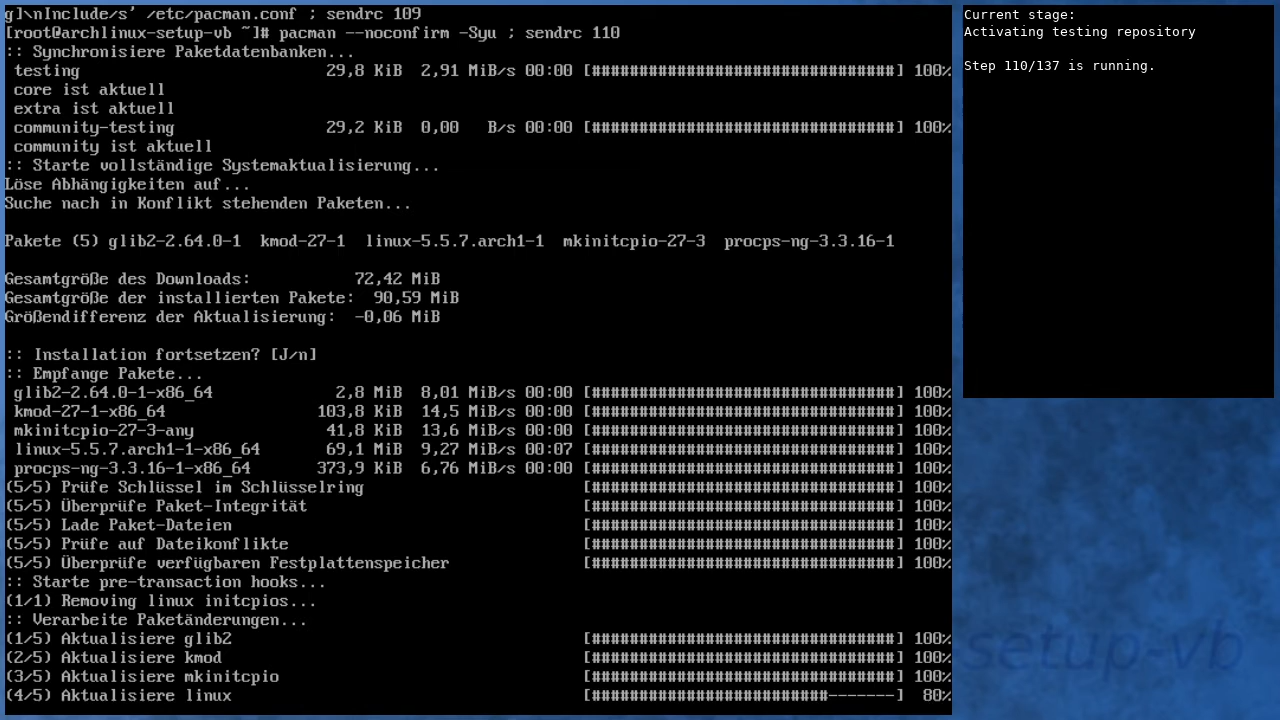 g]\nInclude/s' /etc/pacman.conf ; sendrc 109
[root@archlinux-setup-vb ~]# pacman --noconfirm -Syu ; sendrc 110
:: Synchronisiere Paketdatenbanken...
testing 29,8 KiB 2,91 MiB/s 00:00 [################################] 100%
core ist aktuell
extra ist aktuell
community-testing 29,2 KiB 0,00 B/s 00:00 [################################] 100%
community ist aktuell
:: Starte vollständige Systemaktualisierung...
Löse Abhängigkeiten auf...
Suche nach in Konflikt stehenden Paketen...
Pakete (5) glib2-2.64.0-1 kmod-27-1 linux-5.5.7.arch1-1 mkinitcpio-27-3 procps-ng-3.3.16-1
Gesamtgröße des Downloads: 72,42 MiB
Gesamtgröße der installierten Pakete: 90,59 MiB
Größendifferenz der Aktualisierung: -0,06 MiB
:: Installation fortsetzen? [J/n]
:: Empfange Pakete...
glib2-2.64.0-1-x86_64 2,8 MiB 8,01 MiB/s 00:00 [################################] 100%
kmod-27-1-x86_64 103,8 KiB 14,5 MiB/s 00:00 [################################] 100%
mkinitcpio-27-3-any 41,8 KiB 13,6 MiB/s 00:00 [################################] 100%
linux-5.5.7.arch1-1-x86_64 69,1 MiB 9,27 MiB/s 00:07 [################################] 100%
procps-ng-3.3.16-1-x86_64 373,9 KiB 6,76 MiB/s 00:00 [################################] 100%
(5/5) Prüfe Schlüssel im Schlüsselring [################################] 100%
(5/5) Überprüfe Paket-Integrität [################################] 100%
(5/5) Lade Paket-Dateien [################################] 100%
(5/5) Prüfe auf Dateikonflikte [################################] 100%
(5/5) Überprüfe verfügbaren Festplattenspeicher [################################] 100%
:: Starte pre-transaction hooks...
(1/1) Removing linux initcpios...
:: Verarbeite Paketänderungen...
(1/5) Aktualisiere glib2 [################################] 100%
(2/5) Aktualisiere kmod [################################] 100%
(3/5) Aktualisiere mkinitcpio [################################] 100%
(4/5) Aktualisiere linux [#########################-------] 80%
Current stage:
Activating testing repository
Step 110/137 is running.
setup-vb